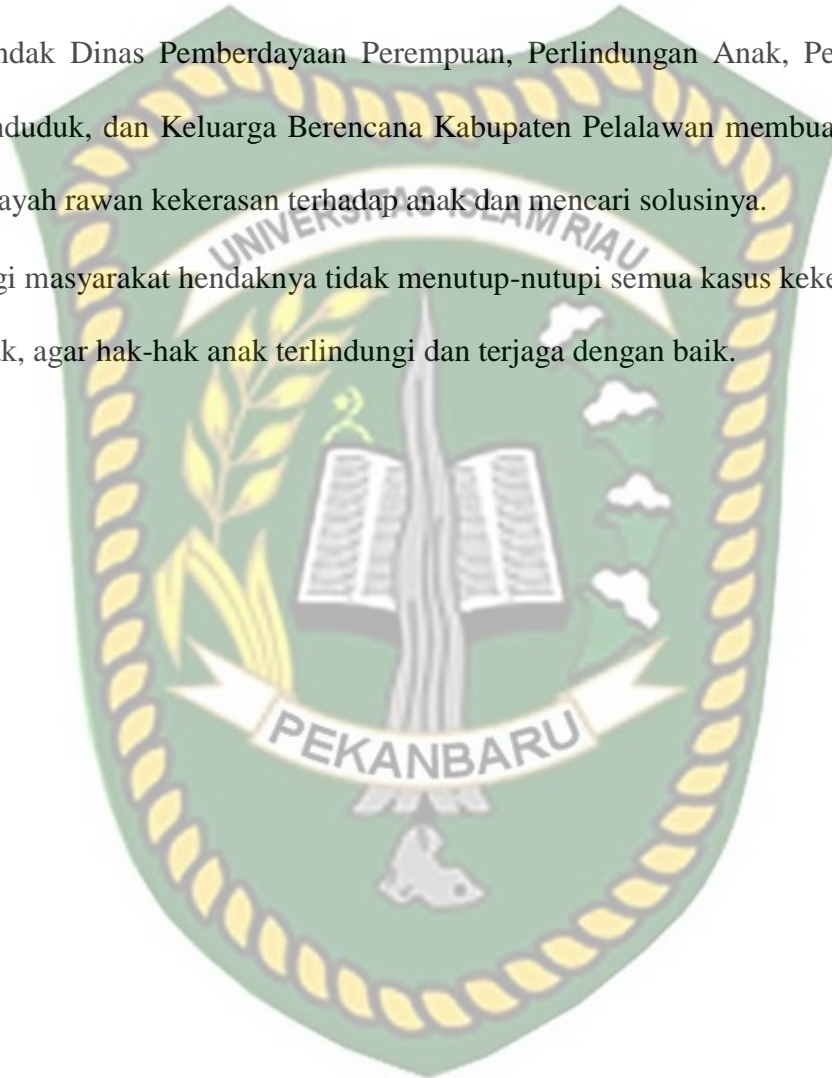 ndak Dinas Pemberdayaan Perempuan, Perlindungan Anak, Pe
nduduk, dan Keluarga Berencana Kabupaten Pelalawan membua
ayah rawan kekerasan terhadap anak dan mencari solusinya.
UNIVERSITAS ISLAM RIAU
gi masyarakat hendaknya tidak menutup-nutupi semua kasus keke
k, agar hak-hak anak terlindungi dan terjaga dengan baik.
PEKANBARU